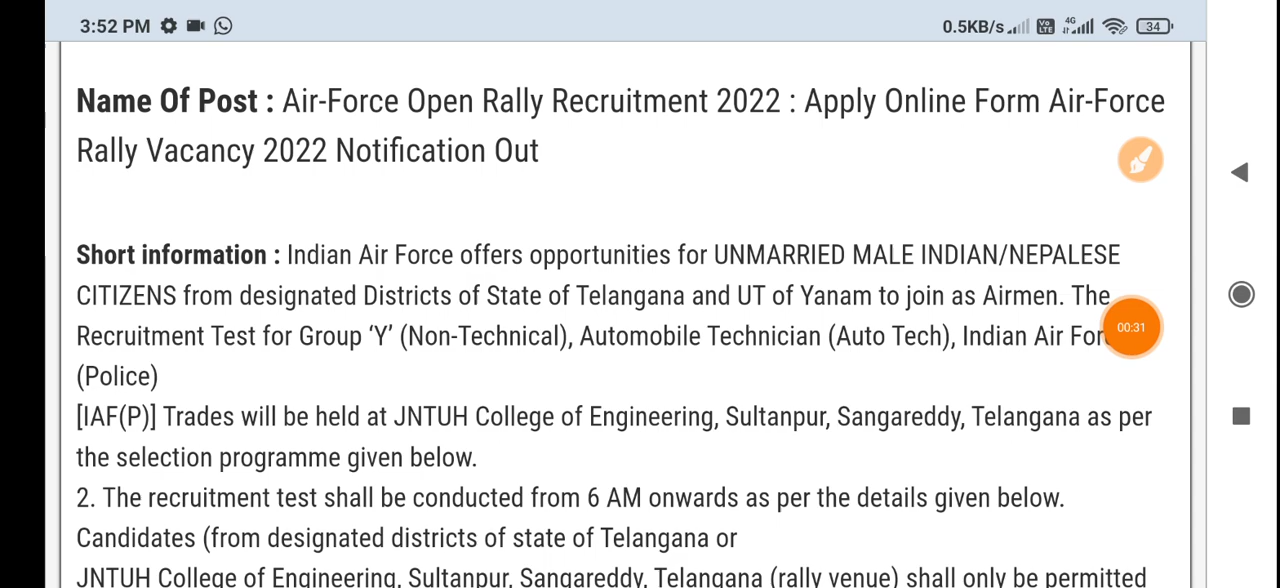 3:52 PM
0.5KB/s Vo LTE 4G 34
Name Of Post : Air-Force Open Rally Recruitment 2022 : Apply Online Form Air-Force
Rally Vacancy 2022 Notification Out
Short information : Indian Air Force offers opportunities for UNMARRIED MALE INDIAN/NEPALESE
CITIZENS from designated Districts of State of Telangana and UT of Yanam to join as Airmen. The
Recruitment Test for Group ‘Y’ (Non-Technical), Automobile Technician (Auto Tech), Indian Air
00:31
(Police)
[IAF(P)] Trades will be held at JNTUH College of Engineering, Sultanpur, Sangareddy, Telangana as per
the selection programme given below.
2. The recruitment test shall be conducted from 6 AM onwards as per the details given below.
Candidates (from designated districts of state of Telangana or
JNTUH College of Engineering, Sultanpur, Sangareddy, Telangana (rally venue) shall only be permitted